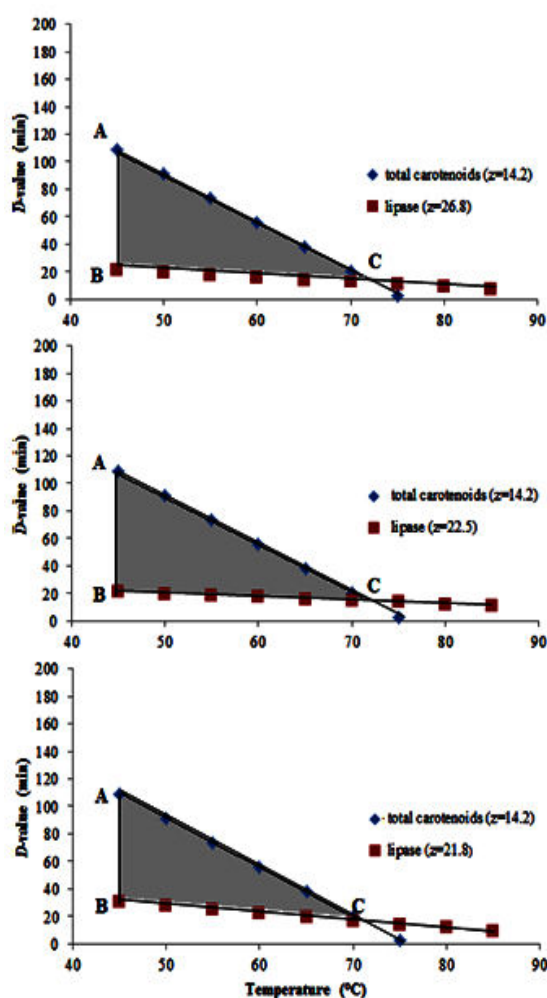 200
180
160
140
120
100
80
60
40
20
0
D-value (min)
A
B
C
total carotenoids (z=14.2)
lipase (z=26.8)
40 50 60 70 80 90
200
180
160
140
120
100
80
60
40
20
0
D-value (min)
A
B
C
total carotenoids (z=14.2)
lipase (z=22.5)
40 50 60 70 80 90
200
180
160
140
120
100
80
60
40
20
0
D-value (min)
A
B
C
total carotenoids (z=14.2)
lipase (z=21.8)
40 50 60 70 80 90
Temperature (°C)